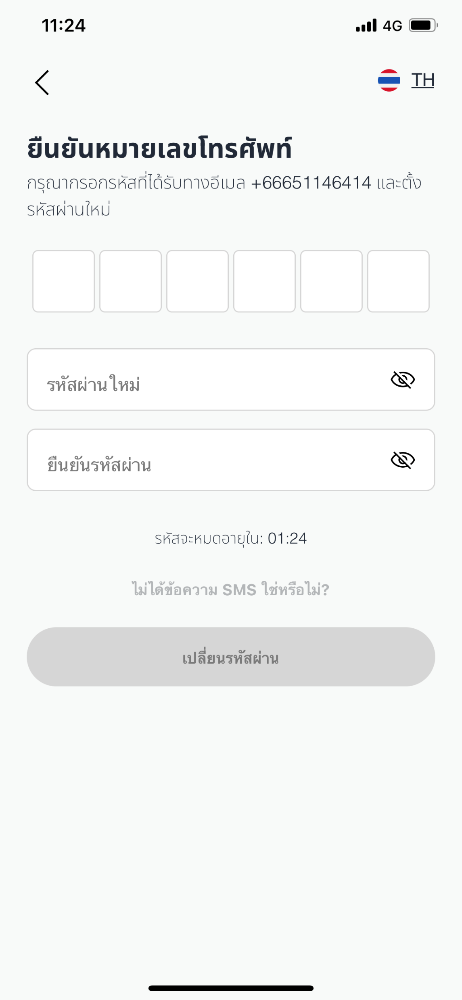 11:24
4G
TH
ยืนยันหมายเลขโทรศัพท์
กรุณากรอกรหัสที่ได้รับทางอีเมล +66651146414 และตั้ง
รหัสผ่านใหม่
รหัสผ่านใหม่
ยืนยันรหัสผ่าน
รหัสจะหมดอายุใน: 01:24
ไม่ได้ข้อความ SMS ใช่หรือไม่?
เปลี่ยนรหัสผ่าน